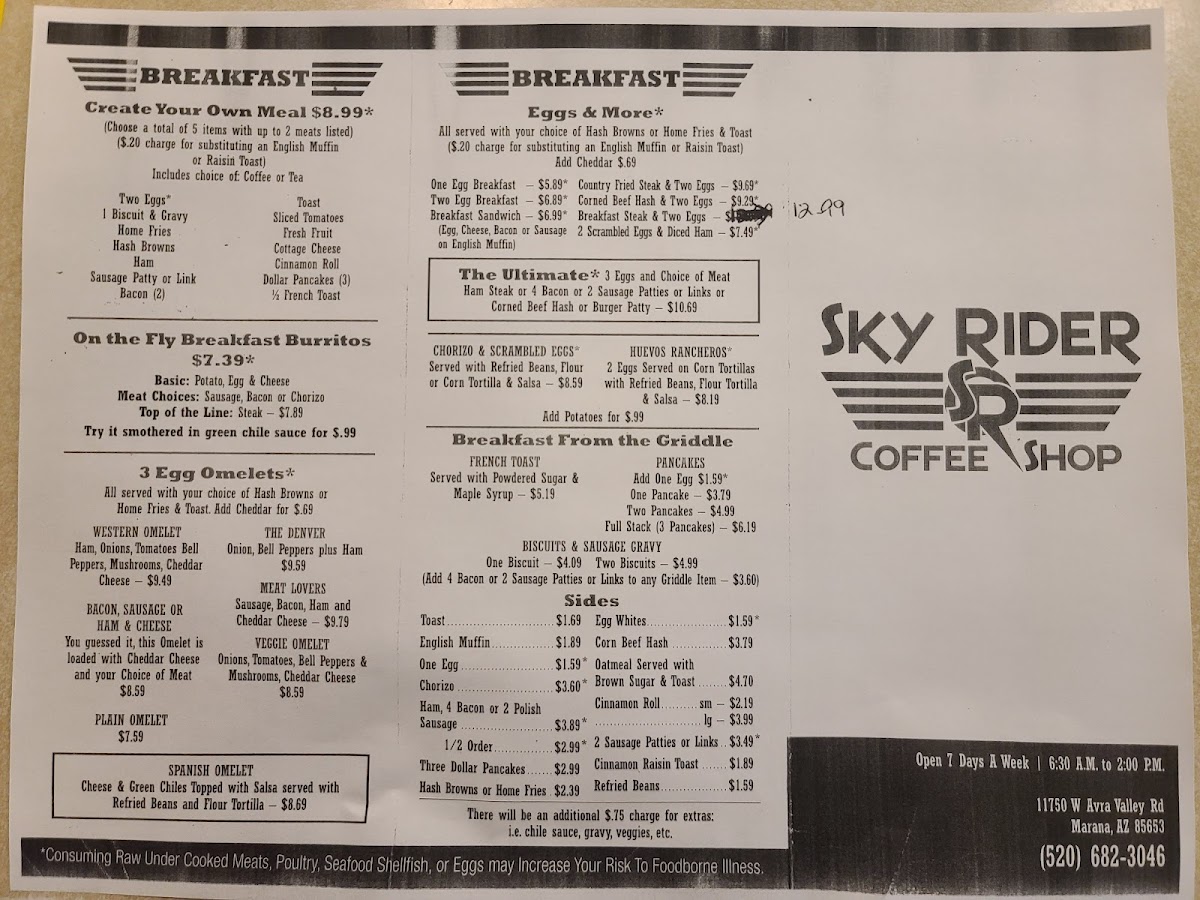 BREAKFAST
Create Your Own Meal $8.99*
(Choose a total of 5 items with up to 2 meats listed)
($.20 charge for substituting an English Muffin
or Raisin Toast)
Includes choice of: Coffee or Tea
Two Eggs*
1 Biscuit & Gravy
Home Fries
Hash Browns
Ham
Sausage Patty or Link
Bacon (2)
Toast
Sliced Tomatoes
Fresh Fruit
Cottage Cheese
Cinnamon Roll
Dollar Pancakes (3)
½ French Toast
On the Fly Breakfast Burritos
$7.39*
Basic: Potato, Egg & Cheese
Meat Choices: Sausage, Bacon or Chorizo
Top of the Line: Steak – $7.89
Try it smothered in green chile sauce for $.99
3 Egg Omelets*
All served with your choice of Hash Browns or
Home Fries & Toast. Add Cheddar for $.69
WESTERN OMELET
Ham, Onions, Tomatoes Bell
Peppers, Mushrooms, Cheddar
Cheese – $9.49
BACON, SAUSAGE OR
HAM & CHEESE
You guessed it, this Omelet is
loaded with Cheddar Cheese
and your Choice of Meat
$8.59
PLAIN OMELET
$7.59
THE DENVER
Onion, Bell Peppers plus Ham
$9.59
MEAT LOVERS
Sausage, Bacon, Ham and
Cheddar Cheese – $9.79
VEGGIE OMELET
Onions, Tomatoes, Bell Peppers &
Mushrooms, Cheddar Cheese
$8.59
SPANISH OMELET
Cheese & Green Chiles Topped with Salsa served with
Refried Beans and Flour Tortilla – $8.69
BREAKFAST
Eggs & More*
All served with your choice of Hash Browns or Home Fries & Toast
($.20 charge for substituting an English Muffin or Raisin Toast)
Add Cheddar $.69
One Egg Breakfast – $5.89*
Two Egg Breakfast – $6.89*
Breakfast Sandwich – $6.99*
(Egg, Cheese, Bacon or Sausage
on English Muffin)
Country Fried Steak & Two Eggs – $9.69*
Corned Beef Hash & Two Eggs – $9.29*
Breakfast Steak & Two Eggs – 12.99
2 Scrambled Eggs & Diced Ham – $7.49*
The Ultimate* 3 Eggs and Choice of Meat
Ham Steak or 4 Bacon or 2 Sausage Patties or Links or
Corned Beef Hash or Burger Patty – $10.69
CHORIZO & SCRAMBLED EGGS*
Served with Refried Beans, Flour
or Corn Tortilla & Salsa – $8.59
HUEVOS RANCHEROS*
2 Eggs Served on Corn Tortillas
with Refried Beans, Flour Tortilla
& Salsa – $8.19
Add Potatoes for $.99
Breakfast From the Griddle
FRENCH TOAST
Served with Powdered Sugar &
Maple Syrup – $5.19
PANCAKES
Add One Egg $1.59*
One Pancake – $3.79
Two Pancakes – $4.99
Full Stack (3 Pancakes) – $6.19
BISCUITS & SAUSAGE GRAVY
One Biscuit – $4.09 Two Biscuits – $4.99
(Add 4 Bacon or 2 Sausage Patties or Links to any Griddle Item – $3.60)
Sides
Toast $1.69
English Muffin $1.89
One Egg $1.59*
Chorizo $3.60*
Ham, 4 Bacon or 2 Polish
Sausage $3.89*
1/2 Order $2.99*
Three Dollar Pancakes $2.99
Hash Browns or Home Fries $2.39
Egg Whites $1.59*
Corn Beef Hash $3.79
Oatmeal Served with
Brown Sugar & Toast $4.70
Cinnamon Roll sm – $2.19
lg – $3.99
2 Sausage Patties or Links $3.49*
Cinnamon Raisin Toast $1.89
Refried Beans $1.59
There will be an additional $.75 charge for extras:
i.e. chile sauce, gravy, veggies, etc.
*Consuming Raw Under Cooked Meats, Poultry, Seafood Shellfish, or Eggs may Increase Your Risk To Foodborne Illness.
SKY RIDER
SR
COFFEE SHOP
Open 7 Days A Week | 6:30 A.M. to 2:00 P.M.
11750 W Avra Valley Rd
Marana, AZ 85653
(520) 682-3046